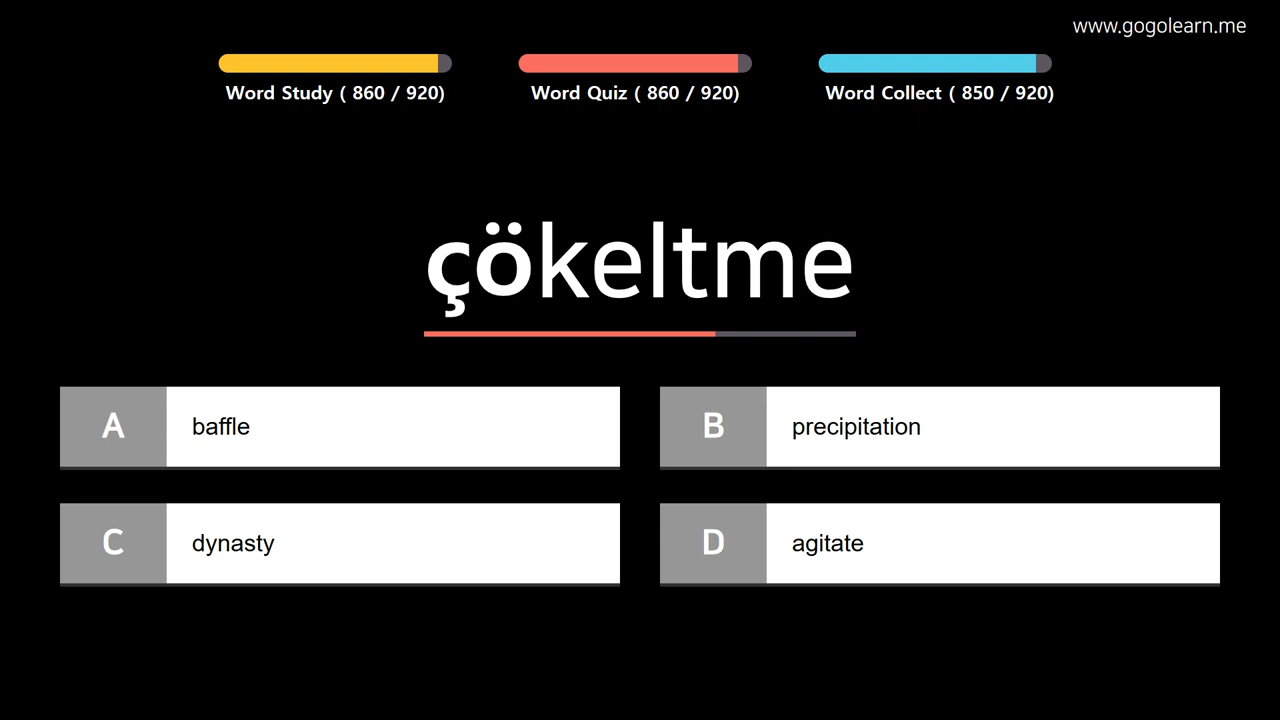 www.gogolearn.me
Word Study ( 860 / 920)
Word Quiz ( 860 / 920)
Word Collect ( 850 / 920)
çökeltme
A baffle
B precipitation
C dynasty
D agitate